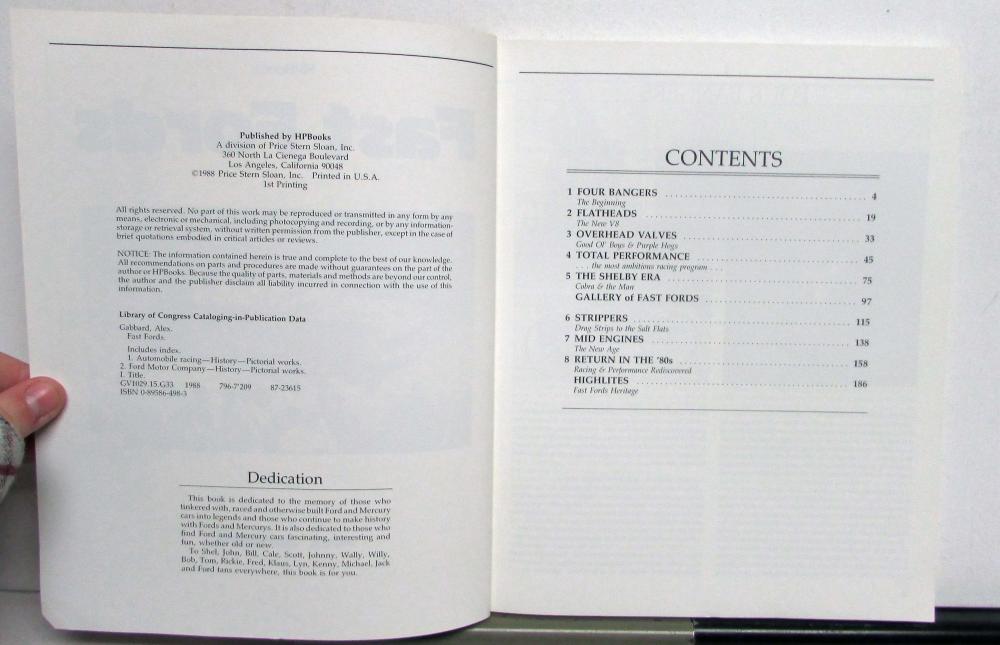 Published by HPBooks
A division of Price Stern Sloan, Inc.
360 North La Cienega Boulevard
Los Angeles, California 90048
©1988 Price Stern Sloan, Inc. Printed in U.S.A.
1st Printing
All rights reserved. No part of this work may be reproduced or transmitted in any form by any
means, electronic or mechanical, including photocopying and recording, or by any information-
storage or retrieval system, without written permission from the publisher, except in the case of
brief quotations embodied in critical articles or reviews.
NOTICE: The information contained herein is true and complete to the best of our knowledge.
All recommendations on parts and procedures are made without guarantees on the part of the
author or HPBooks. Because the quality of parts, materials and methods are beyond our control,
the author and the publisher disclaim all liability incurred in connection with the use of this
information.
Library of Congress Cataloging-in-Publication Data
Gabbard, Alex.
Fast Fords.
Includes index.
1. Automobile racing—History—Pictorial works.
2. Ford Motor Company—History—Pictorial works.
I. Title.
GV1029.15.G33 1988 796-7'209 87-23615
ISBN 0-89586-498-3
Dedication
This book is dedicated to the memory of those who
tinkered with, raced and otherwise built Ford and Mercury
cars into legends and those who continue to make history
with Fords and Mercurys. It is also dedicated to those who
find Ford and Mercury cars fascinating, interesting and
fun, whether old or new.
To Shel, John, Bill, Cale, Scott, Johnny, Wally, Willy,
Bob, Tom, Rickie, Fred, Klaus, Lyn, Kenny, Michael, Jack
and Ford fans everywhere, this book is for you.
CONTENTS
1 FOUR BANGERS .......... 4
The Beginning
2 FLATHEADS .......... 19
The New V8
3 OVERHEAD VALVES .......... 33
Good Ol' Boys & Purple Hogs
4 TOTAL PERFORMANCE .......... 45
. . . the most ambitious racing program . . .
5 THE SHELBY ERA .......... 75
Cobra & the Man
GALLERY of FAST FORDS .......... 97
6 STRIPPERS .......... 115
Drag Strips to the Salt Flats
7 MID ENGINES .......... 138
The New Age
8 RETURN IN THE '80s .......... 158
Racing & Performance Rediscovered
HIGHLITES .......... 186
Fast Fords Heritage